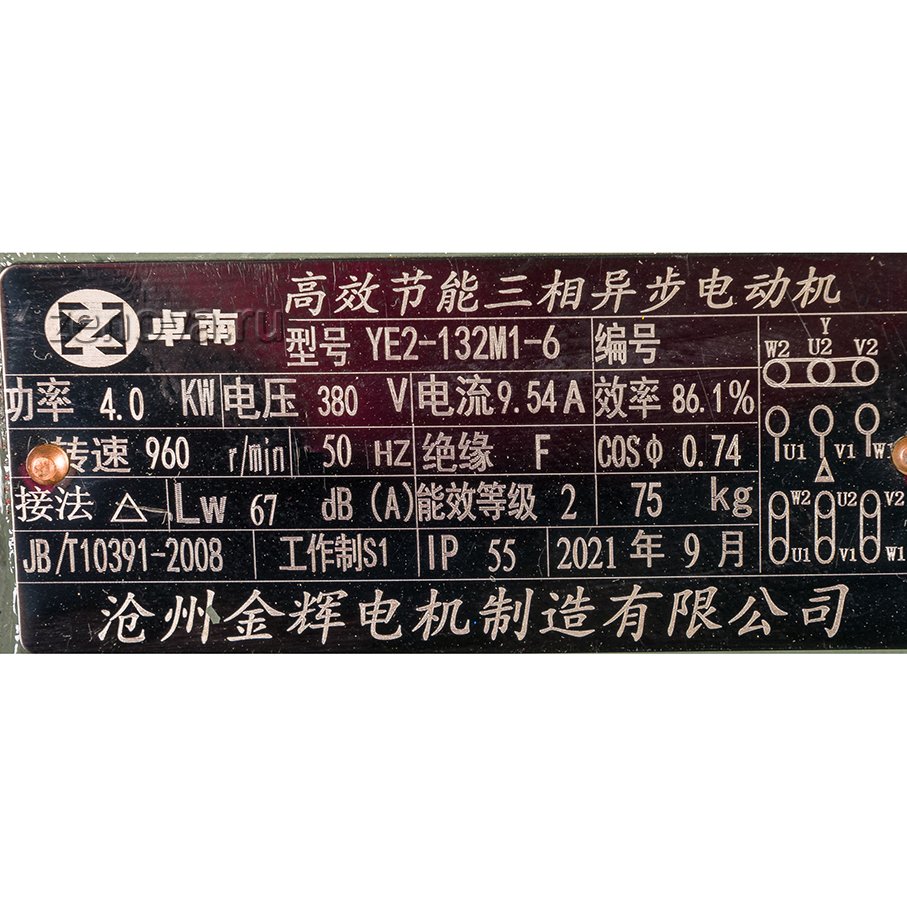 高效节能三相异步电动机
卓南
型号 YE2-132M1-6 编号
功率 4.0 KW 电压 380 V 电流 9.54 A 效率 86.1%
转速 960 r/min 50 HZ 绝缘 F COSΦ 0.74
接法 △ Lw 67 dB (A) 能效等级 2 75 kg
JB/T10391-2008 工作制S1 IP 55 2021 年 9 月
沧州金辉电机制造有限公司
Y
W2 U2 V2
U1 V1 W1
△
W2 U2 V2
U1 V1 W1